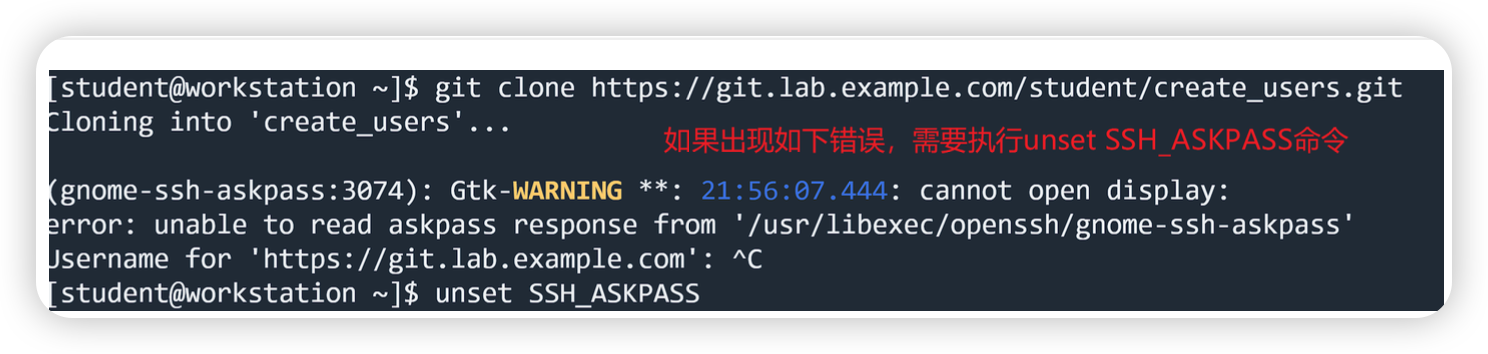 [student@workstation ~]$ git clone https://git.lab.example.com/student/create_users.git
Cloning into 'create_users'...
如果出现如下错误，需要执行unset SSH_ASKPASS命令
(gnome-ssh-askpass:3074): Gtk-WARNING **: 21:56:07.444: cannot open display:
error: unable to read askpass response from '/usr/libexec/openssh/gnome-ssh-askpass'
Username for 'https://git.lab.example.com': ^C
[student@workstation ~]$ unset SSH_ASKPASS